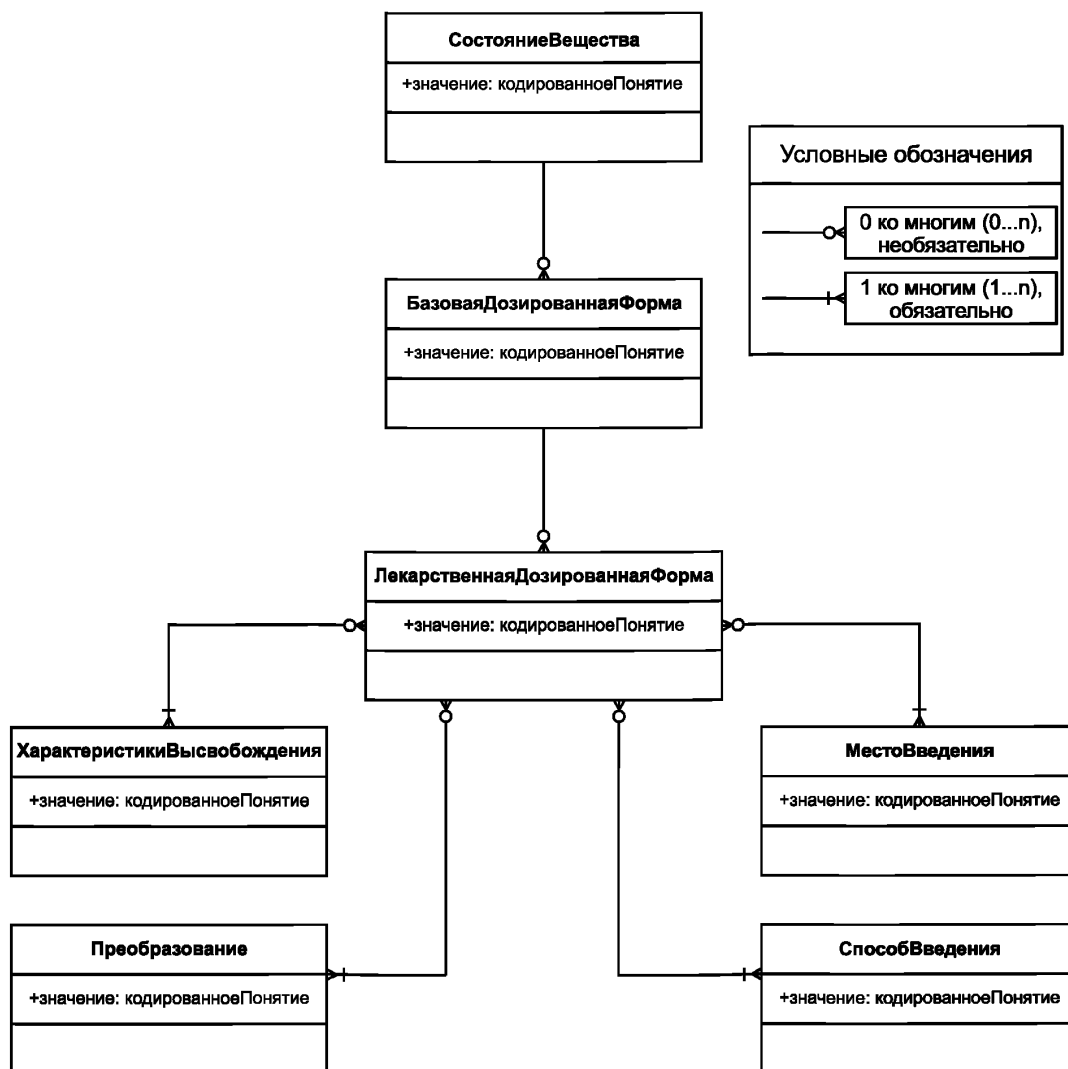 СостояниеВещества
+значение: кодированноеПонятие
Условные обозначения
0 ко многим (0...n),
необязательно
1 ко многим (1...n),
обязательно
БазоваяДозированнаяФорма
+значение: кодированноеПонятие
ЛекарственнаяДозированнаяФорма
+значение: кодированноеПонятие
ХарактеристикиВысвобождения
+значение: кодированноеПонятие
МестоВведения
+значение: кодированноеПонятие
Преобразование
+значение: кодированноеПонятие
СпособВведения
+значение: кодированноеПонятие